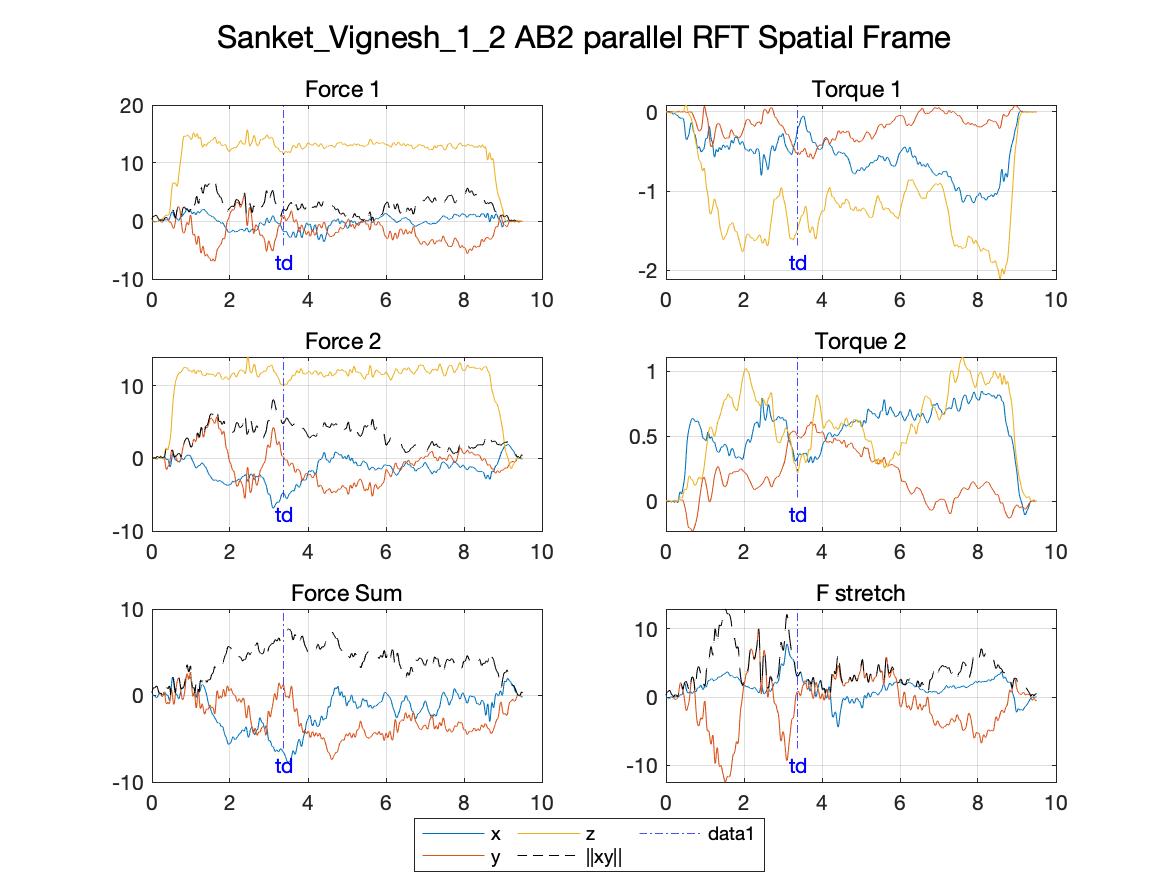 Sanket_Vignesh_1_2 AB2 parallel RFT Spatial Frame
Force 1
20
10
0
-10
td
0 2 4 6 8 10
Torque 1
0
-1
-2
td
0 2 4 6 8 10
Force 2
10
0
-10
td
0 2 4 6 8 10
Torque 2
1
0.5
0
td
0 2 4 6 8 10
Force Sum
10
0
-10
td
0 2 4 6 8 10
F stretch
10
0
-10
td
0 2 4 6 8 10
x z data1
y ||xy||